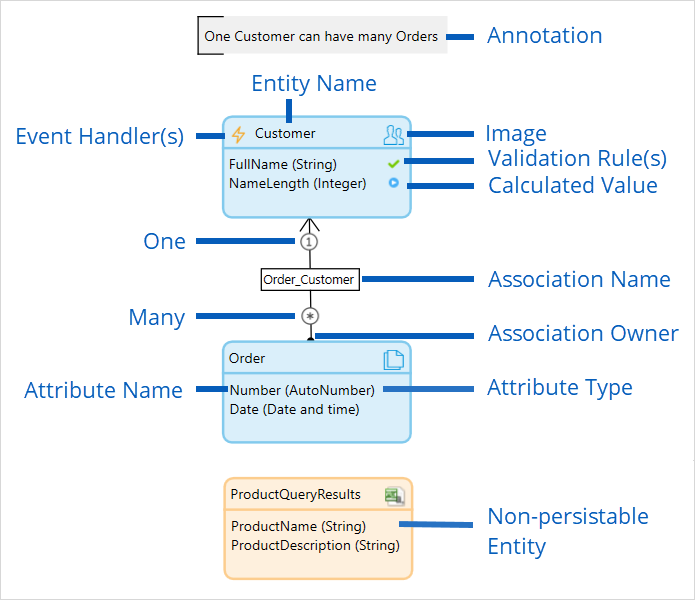 One Customer can have many Orders
Annotation
Entity Name
Event Handler(s)
Customer
Image
FullName (String)
Validation Rule(s)
NameLength (Integer)
Calculated Value
One
1
Order_Customer
Association Name
Many
*
Association Owner
Order
Attribute Name
Number (AutoNumber)
Attribute Type
Date (Date and time)
ProductQueryResults
ProductName (String)
Non-persistable
Entity
ProductDescription (String)